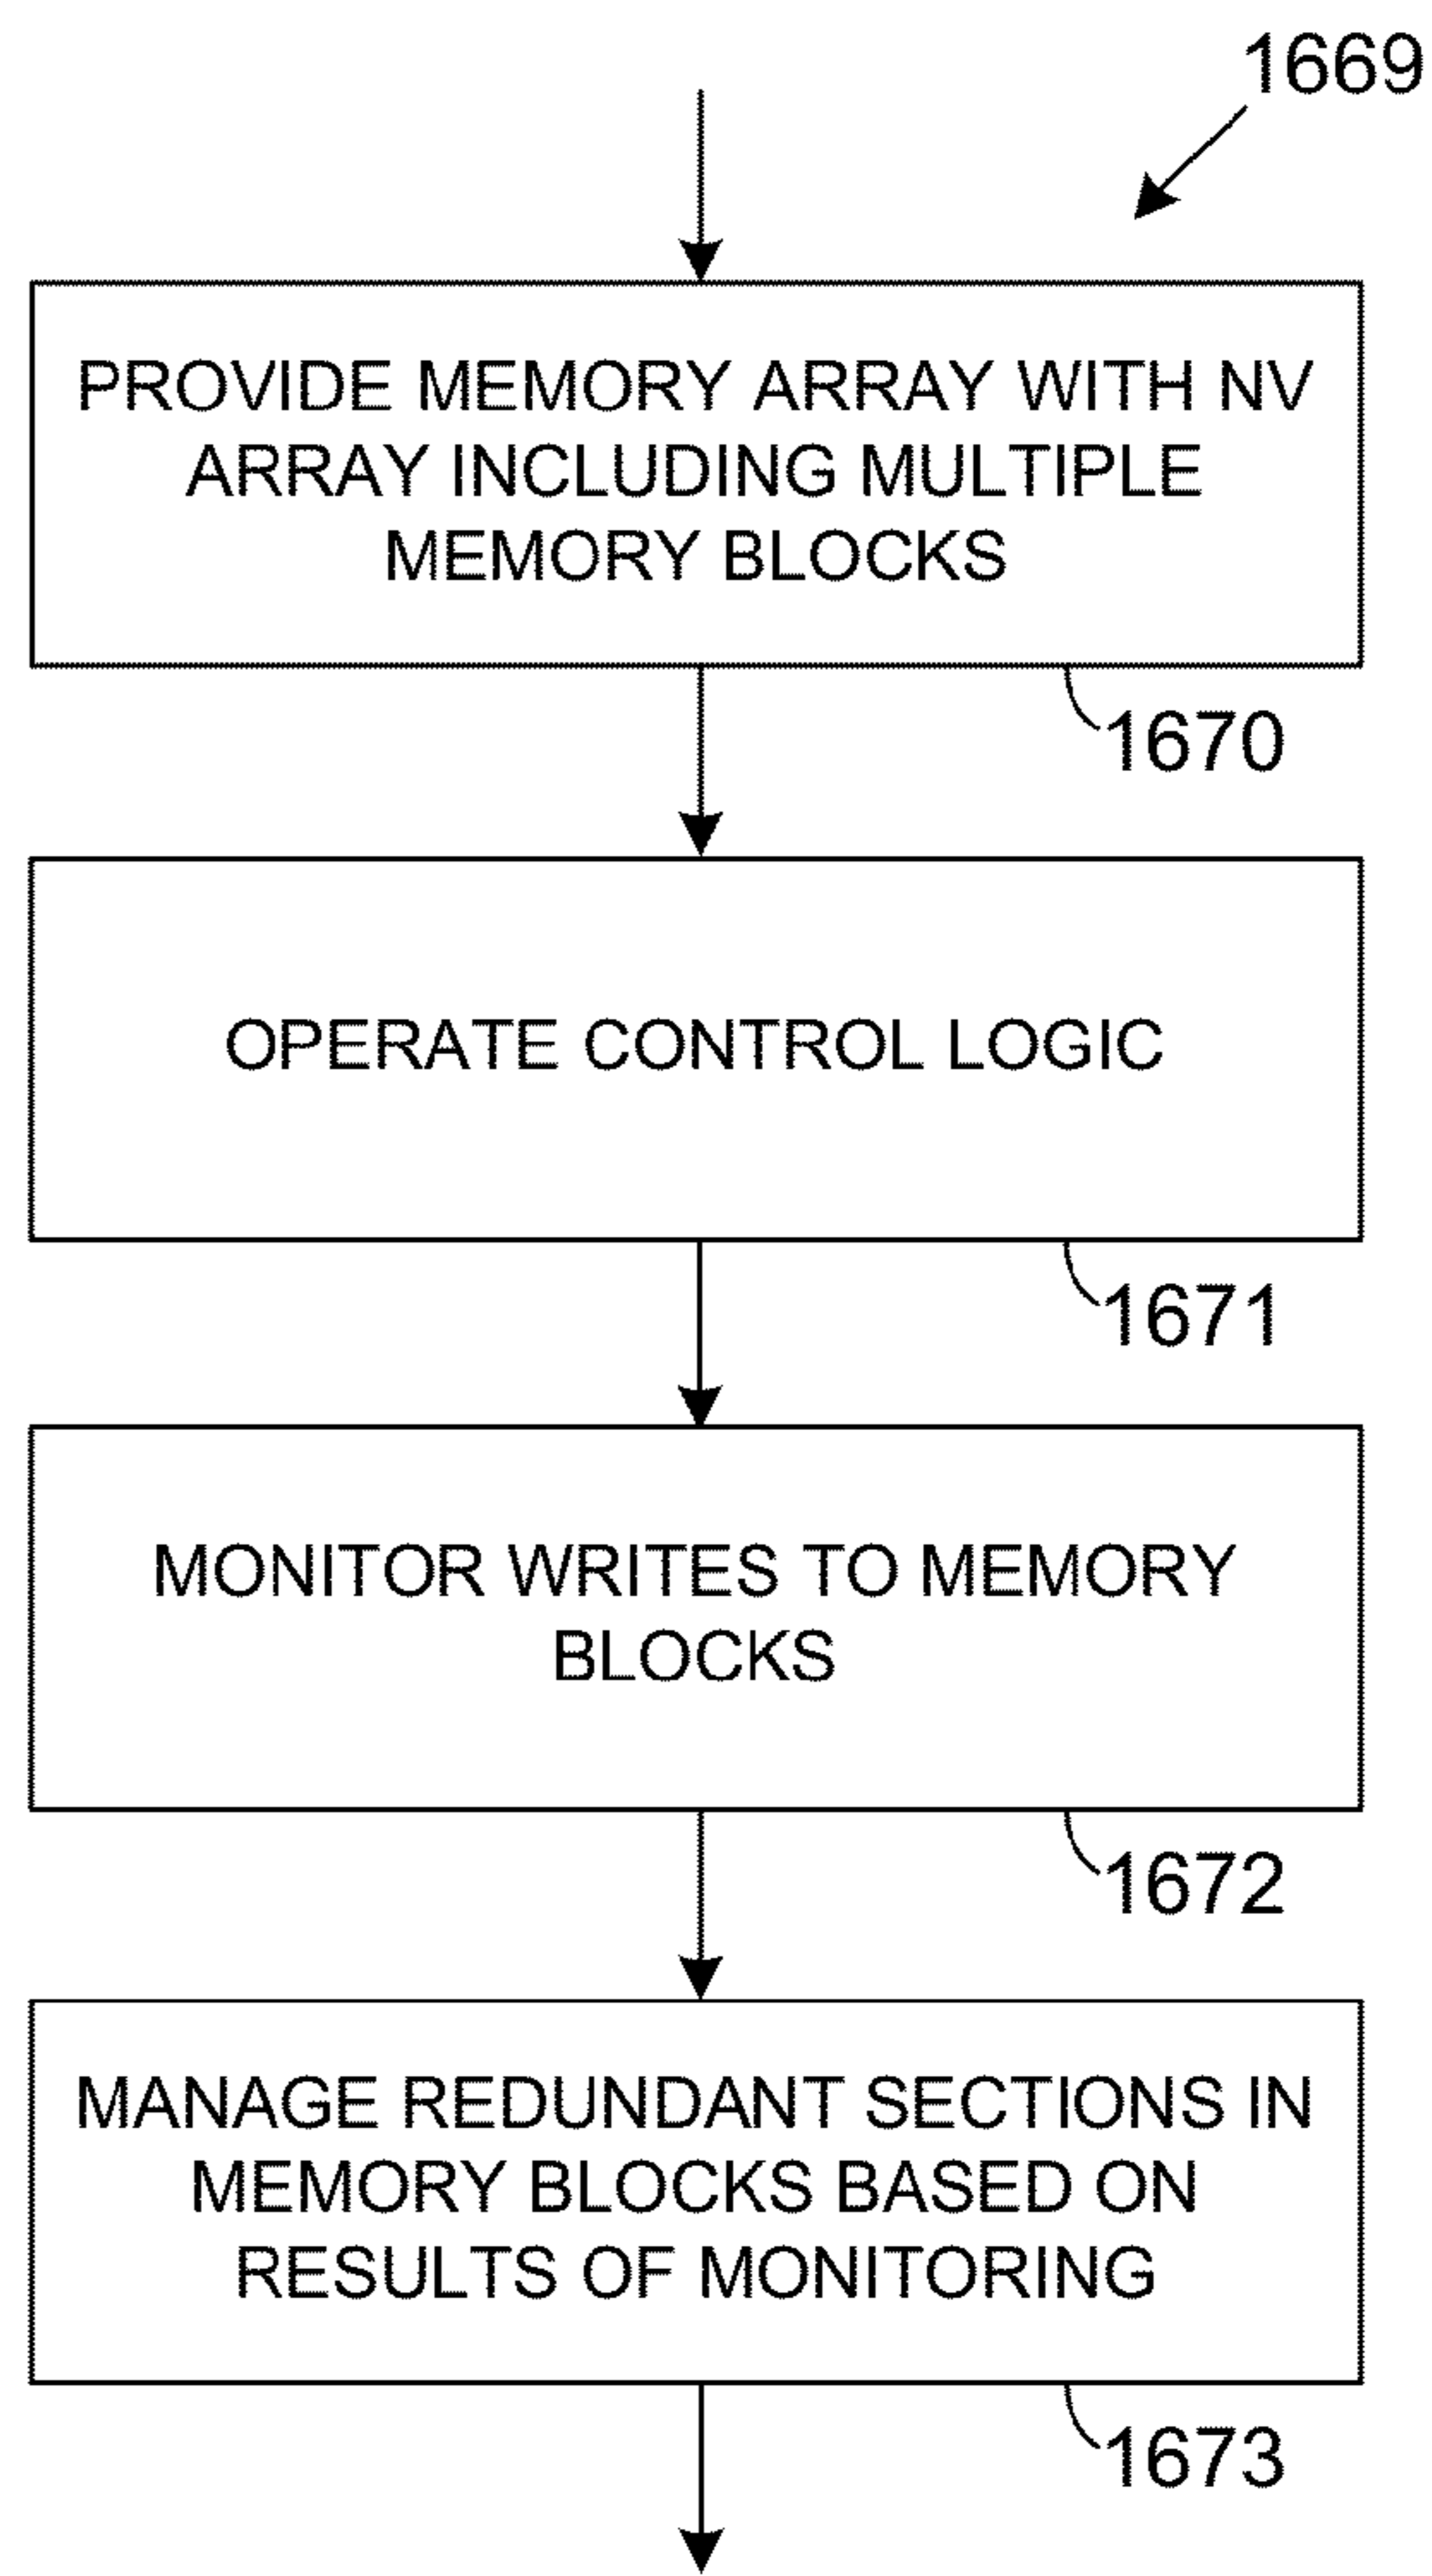 1669
PROVIDE MEMORY ARRAY WITH NV
ARRAY INCLUDING MULTIPLE
MEMORY BLOCKS
1670
OPERATE CONTROL LOGIC
1671
MONITOR WRITES TO MEMORY
BLOCKS
1672
MANAGE REDUNDANT SECTIONS IN
MEMORY BLOCKS BASED ON
RESULTS OF MONITORING
1673